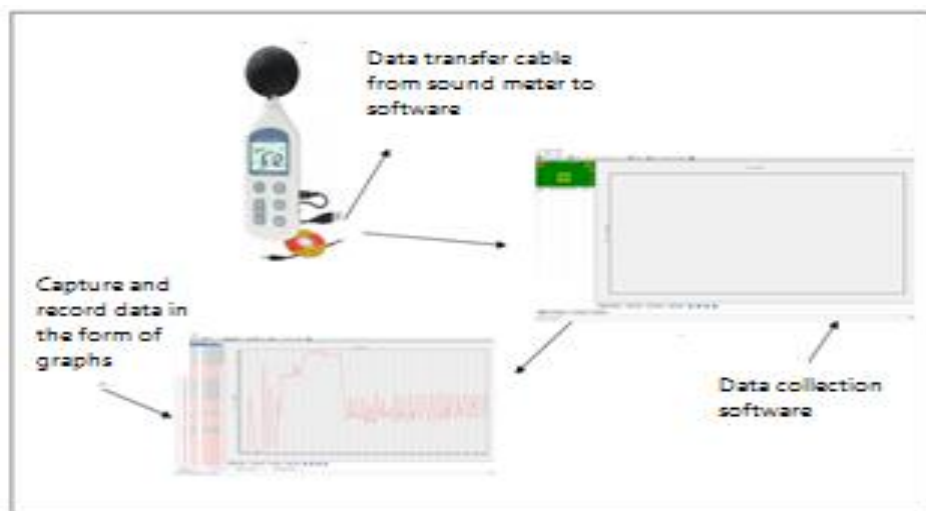 Data transfer cable
from sound meter to
software
Capture and
record data in
the form of
graphs
Data collection
software